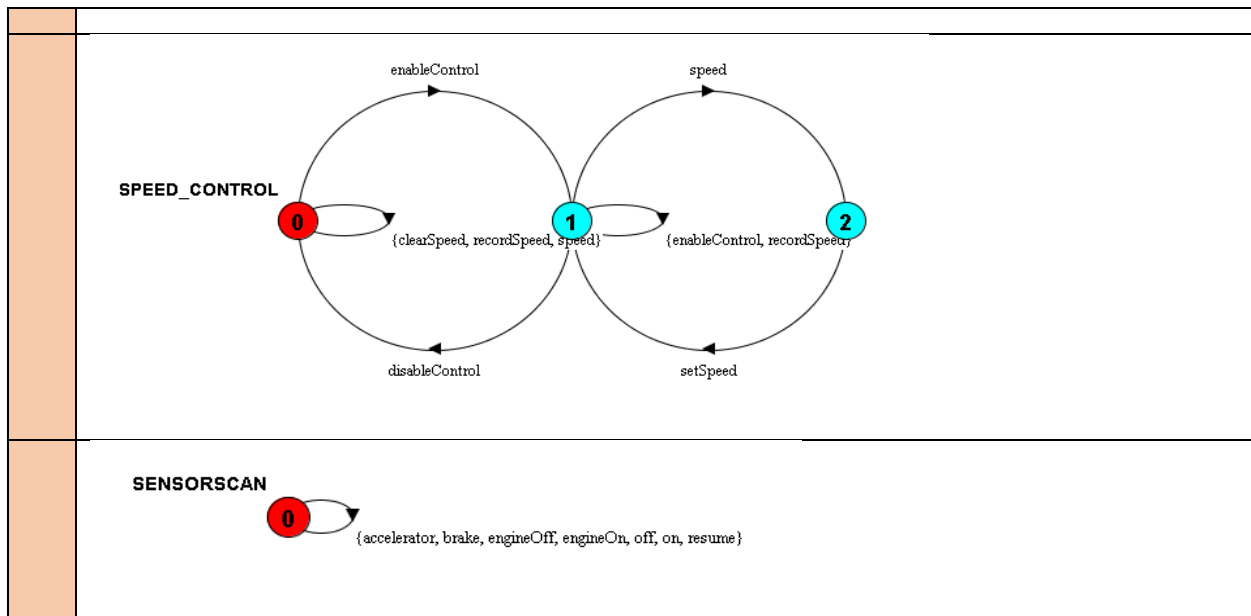 enableControl
speed
SPEED_CONTROL
0
1
2
{clearSpeed, recordSpeed, speed}
{enableControl, recordSpeed}
disableControl
setSpeed
SENSORSCAN
0
{accelerator, brake, engineOff, engineOn, off, on, resume}